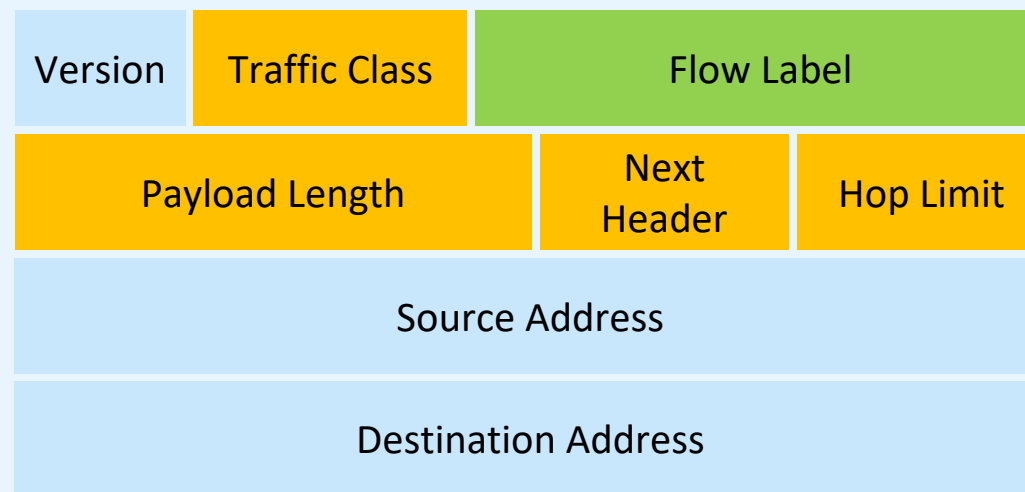 Version
Traffic Class
Flow Label
Payload Length
Next
Header
Hop Limit
Source Address
Destination Address